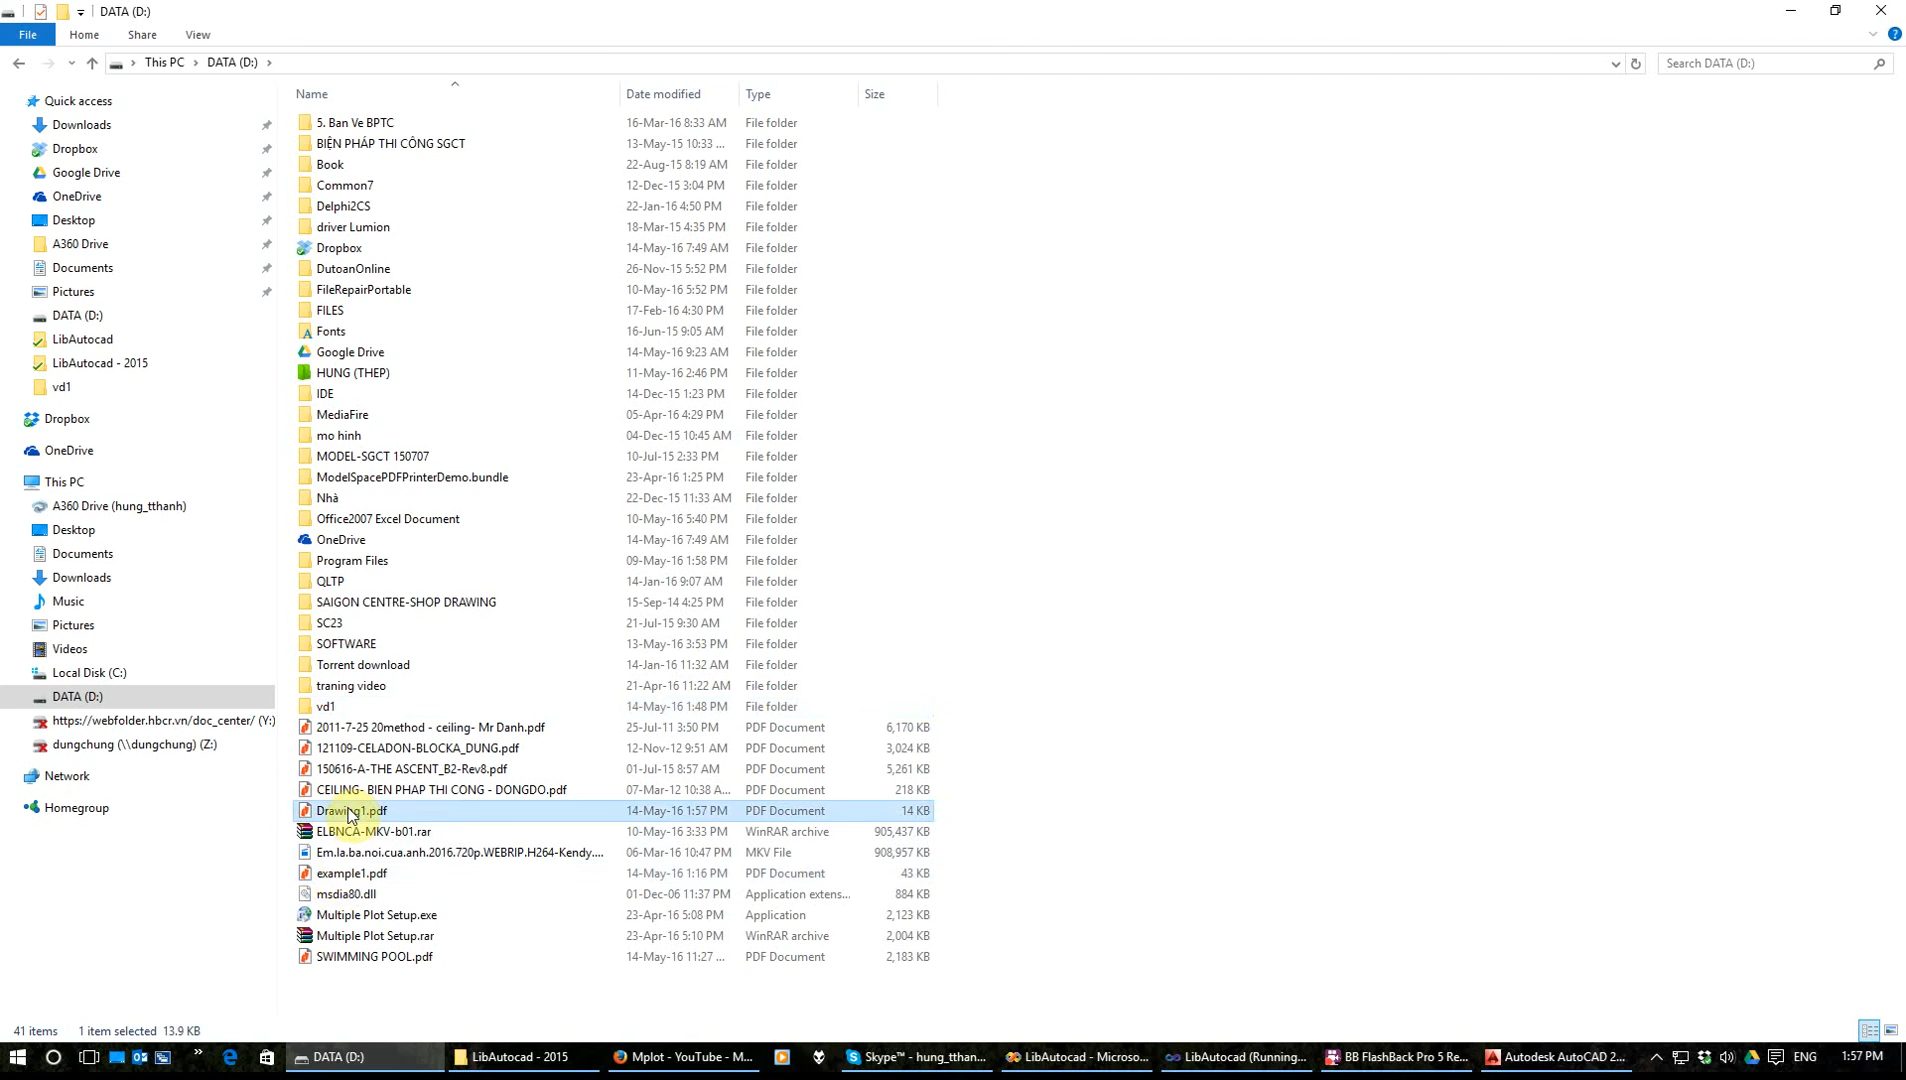 DATA (D:)
File Home Share View
This PC DATA (D:) Search DATA (D:)
Name Date modified Type Size
Quick access
Downloads
Dropbox
Google Drive
OneDrive
Desktop
A360 Drive
Documents
Pictures
DATA (D:)
LibAutocad
LibAutocad - 2015
vd1
Dropbox
OneDrive
This PC
A360 Drive (hung_tthanh)
Desktop
Documents
Downloads
Music
Pictures
Videos
Local Disk (C:)
DATA (D:)
https://webfolder.hbcr.vn/doc_center/ (Y:)
dungchung (\\dungchung) (Z:)
Network
Homegroup
5. Ban Ve BPTC 16-Mar-16 8:33 AM File folder
BIỆN PHÁP THI CÔNG SGCT 13-May-15 10:33 ... File folder
Book 22-Aug-15 8:19 AM File folder
Common7 12-Dec-15 3:04 PM File folder
Delphi2CS 22-Jan-16 4:50 PM File folder
driver Lumion 18-Mar-15 4:35 PM File folder
Dropbox 14-May-16 7:49 AM File folder
DutoanOnline 26-Nov-15 5:52 PM File folder
FileRepairPortable 10-May-16 5:52 PM File folder
FILES 17-Feb-16 4:30 PM File folder
Fonts 16-Jun-15 9:05 AM File folder
Google Drive 14-May-16 9:23 AM File folder
HUNG (THEP) 11-May-16 2:46 PM File folder
IDE 14-Dec-15 1:23 PM File folder
MediaFire 05-Apr-16 4:29 PM File folder
mo hinh 04-Dec-15 10:45 AM File folder
MODEL-SGCT 150707 10-Jul-15 2:33 PM File folder
ModelSpacePDFPrinterDemo.bundle 23-Apr-16 1:25 PM File folder
Nhà 22-Dec-15 11:33 AM File folder
Office2007 Excel Document 10-May-16 5:40 PM File folder
OneDrive 14-May-16 7:49 AM File folder
Program Files 09-May-16 1:58 PM File folder
QLTP 14-Jan-16 9:07 AM File folder
SAIGON CENTRE-SHOP DRAWING 15-Sep-14 4:25 PM File folder
SC23 21-Jul-15 9:30 AM File folder
SOFTWARE 13-May-16 3:53 PM File folder
Torrent download 14-Jan-16 11:32 AM File folder
traning video 21-Apr-16 11:22 AM File folder
vd1 14-May-16 1:48 PM File folder
2011-7-25 20method - ceiling- Mr Danh.pdf 25-Jul-11 3:50 PM PDF Document 6,170 KB
121109-CELADON-BLOCKA_DUNG.pdf 12-Nov-12 9:51 AM PDF Document 3,024 KB
150616-A-THE ASCENT_B2-Rev8.pdf 01-Jul-15 8:57 AM PDF Document 5,261 KB
CEILING- BIEN PHAP THI CONG - DONGDO.pdf 07-Mar-12 10:38 A... PDF Document 218 KB
Drawing1.pdf 14-May-16 1:57 PM PDF Document 14 KB
ELBNCA-MKV-b01.rar 10-May-16 3:33 PM WinRAR archive 905,437 KB
Em.la.ba.noi.cua.anh.2016.720p.WEBRIP.H264-Kendy.... 06-Mar-16 10:47 PM MKV File 908,957 KB
example1.pdf 14-May-16 1:16 PM PDF Document 43 KB
msdia80.dll 01-Dec-06 11:37 PM Application extens... 884 KB
Multiple Plot Setup.exe 23-Apr-16 5:08 PM Application 2,123 KB
Multiple Plot Setup.rar 23-Apr-16 5:10 PM WinRAR archive 2,004 KB
SWIMMING POOL.pdf 14-May-16 11:27 ... PDF Document 2,183 KB
41 items 1 item selected 13.9 KB
DATA (D:) LibAutocad - 2015 Mplot - YouTube - M... Skype™ - hung_tthan... LibAutocad - Microso... LibAutocad (Running... BB FlashBack Pro 5 Re... Autodesk AutoCAD 2... ENG 1:57 PM